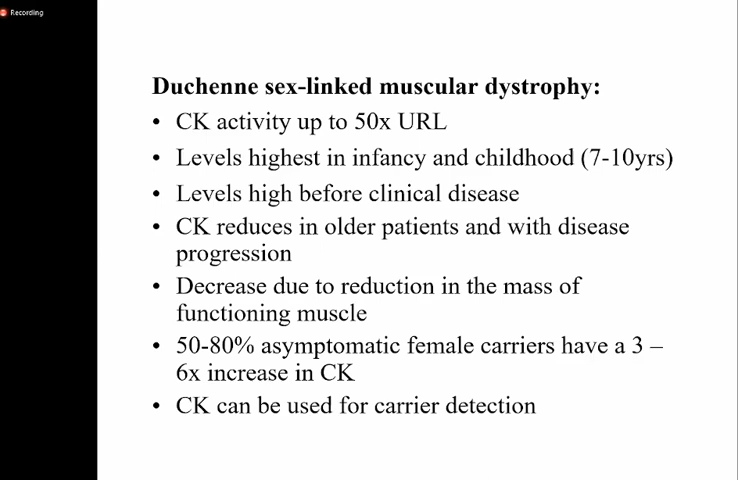 Recording
Duchenne sex-linked muscular dystrophy:
• CK activity up to 50x URL
• Levels highest in infancy and childhood (7-10yrs)
• Levels high before clinical disease
• CK reduces in older patients and with disease
progression
• Decrease due to reduction in the mass of
functioning muscle
• 50-80% asymptomatic female carriers have a 3 –
6x increase in CK
• CK can be used for carrier detection